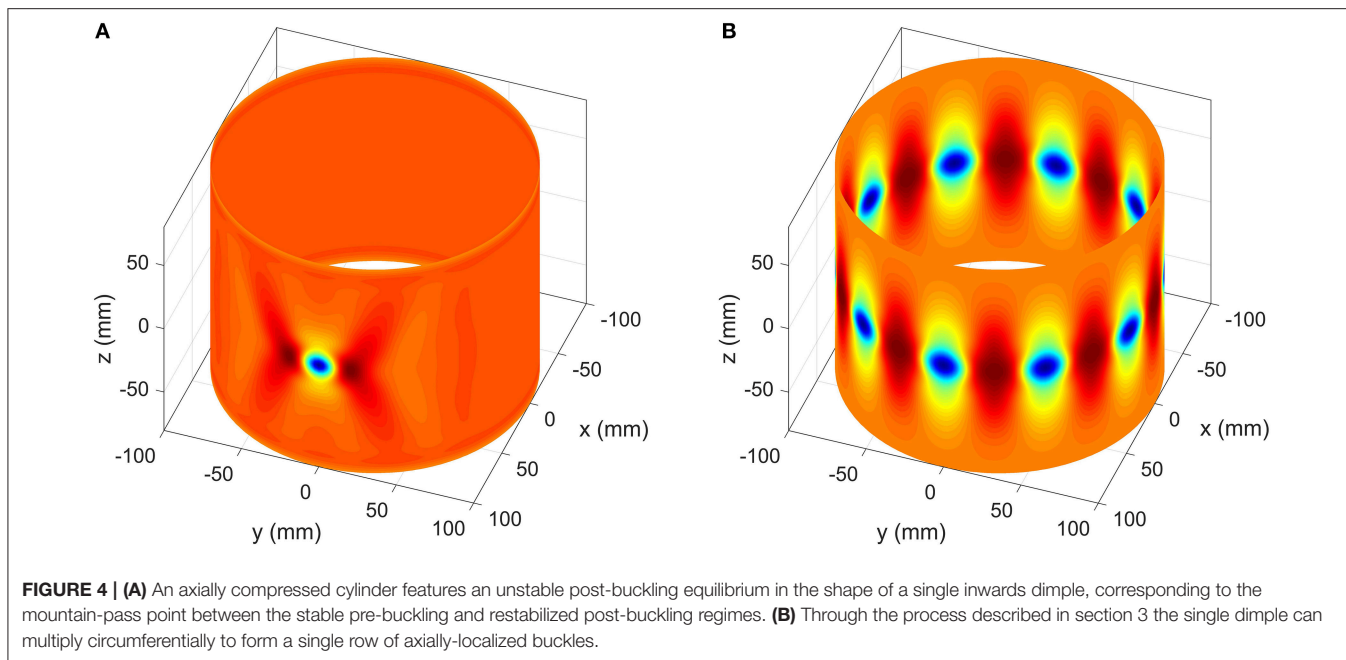 A
50
0
-50
z (mm)
-100
-50
0
50
100
y (mm)
-100
-50
0
50
100
x (mm)
B
50
0
-50
z (mm)
-100
-50
0
50
100
y (mm)
-100
-50
0
50
100
x (mm)
FIGURE 4 | (A) An axially compressed cylinder features an unstable post-buckling equilibrium in the shape of a single inwards dimple, corresponding to the
mountain-pass point between the stable pre-buckling and restabilized post-buckling regimes. (B) Through the process described in section 3 the single dimple can
multiply circumferentially to form a single row of axially-localized buckles.